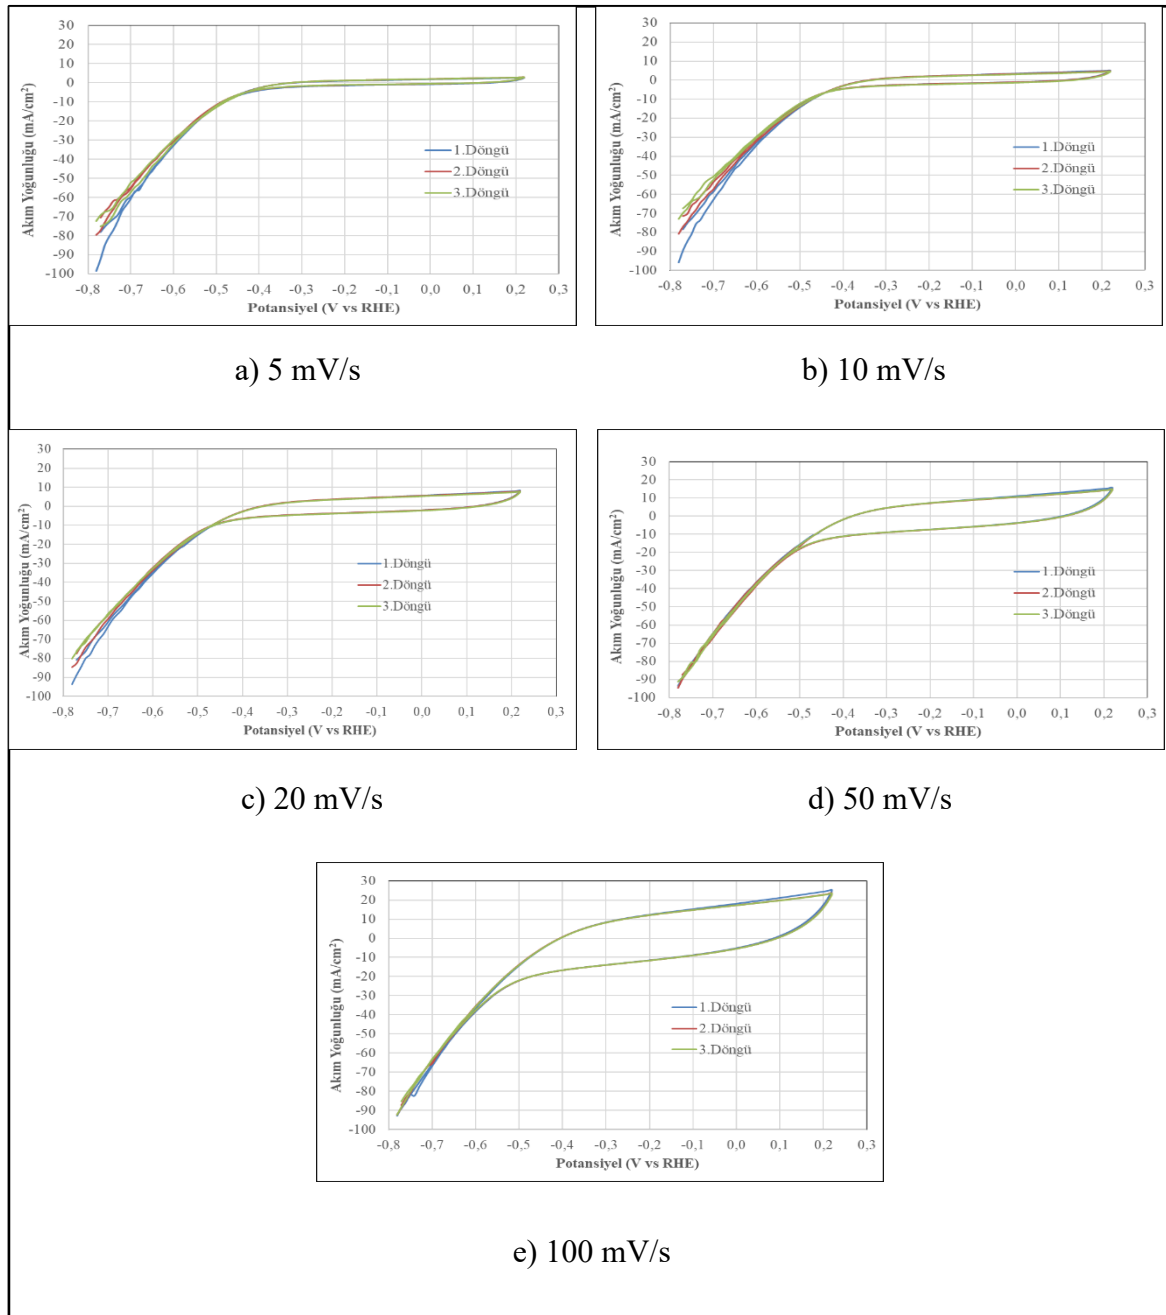 30
20
10
0
-10
-20
-30
-40
-50
-60
-70
-80
-90
-100
Akım Yoğunluğu (mA/cm²)
1.Döngü
2.Döngü
3.Döngü
-0,8 -0,7 -0,6 -0,5 -0,4 -0,3 -0,2 -0,1 0,0 0,1 0,2 0,3
Potansiyel (V vs RHE)
a) 5 mV/s
30
20
10
0
-10
-20
-30
-40
-50
-60
-70
-80
-90
-100
Akım Yoğunluğu (mA/cm²)
1.Döngü
2.Döngü
3.Döngü
-0,8 -0,7 -0,6 -0,5 -0,4 -0,3 -0,2 -0,1 0,0 0,1 0,2 0,3
Potansiyel (V vs RHE)
b) 10 mV/s
30
20
10
0
-10
-20
-30
-40
-50
-60
-70
-80
-90
-100
Akım Yoğunluğu (mA/cm²)
1.Döngü
2.Döngü
3.Döngü
-0,8 -0,7 -0,6 -0,5 -0,4 -0,3 -0,2 -0,1 0,0 0,1 0,2 0,3
Potansiyel (V vs RHE)
c) 20 mV/s
30
20
10
0
-10
-20
-30
-40
-50
-60
-70
-80
-90
-100
Akım Yoğunluğu (mA/cm²)
1.Döngü
2.Döngü
3.Döngü
-0,8 -0,7 -0,6 -0,5 -0,4 -0,3 -0,2 -0,1 0,0 0,1 0,2 0,3
Potansiyel (V vs RHE)
d) 50 mV/s
30
20
10
0
-10
-20
-30
-40
-50
-60
-70
-80
-90
-100
Akım Yoğunluğu (mA/cm²)
1.Döngü
2.Döngü
3.Döngü
-0,8 -0,7 -0,6 -0,5 -0,4 -0,3 -0,2 -0,1 0,0 0,1 0,2 0,3
Potansiyel (V vs RHE)
e) 100 mV/s